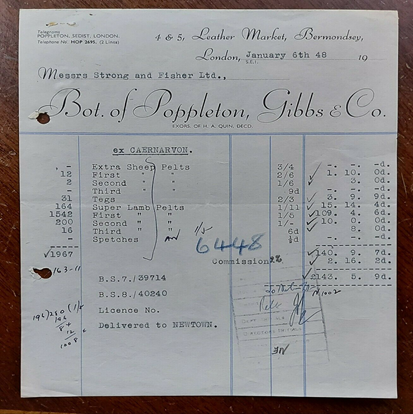 Telegrams
POPPLETON, SEDIST, LONDON.
Telephone No. HOP 2695. (2 Lines)
4 & 5, Leather Market, Bermondsey,
London, January 6th 48 19
S.E.1.
Messrs Strong and Fisher Ltd.,
Bot. of Poppleton, Gibbs & Co.
EXORS. OF H. A. QUIN, DECD.
ex CAERNARVON.
- Extra Sheep Pelts 3/4 - . -. 0d.
12 First " " 2/6 1. 10. 0d.
2 Second " " 1/6 3. 0d.
- Third " " 9d -. 0d.
31 Tegs 2/3 3. 9. 9d.
164 Super Lamb Pelts 1/11 15. 14. 4d.
1542 First " " 1/5 109. 4. 6d.
200 Second " " 1/- 10. 0. 0d.
16 Third " " 6d 8. 0d.
- Spetches ½d -. 0d.
1967 140. 9. 7d.
Commission 2% 2. 16. 2d.
£143. 5. 9d.
6448
163-11
B.S.7./39714
B.S.8./40240
Licence No.
Delivered to NEWTOWN.